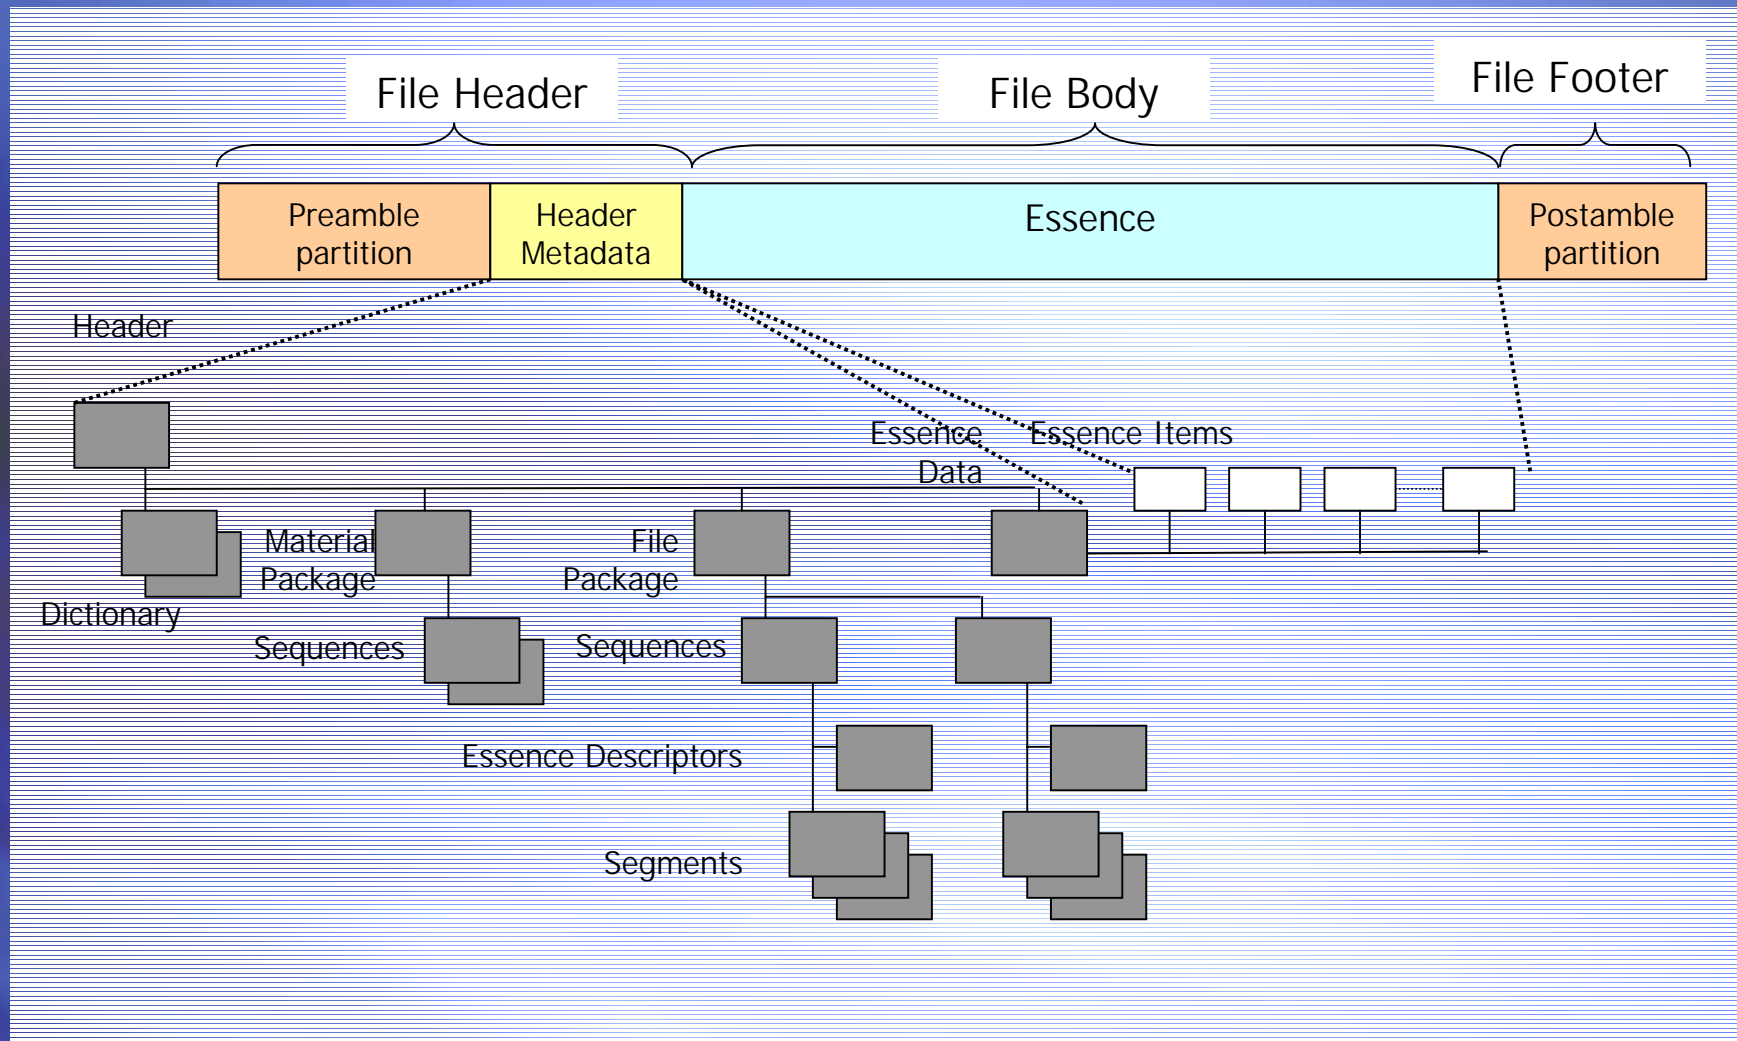 File Header
File Body
File Footer
Preamble
partition
Header
Metadata
Essence
Postamble
partition
Header
Essence
Data
Essence Items
Material
Package
File
Package
Dictionary
Sequences
Sequences
Essence Descriptors
Segments